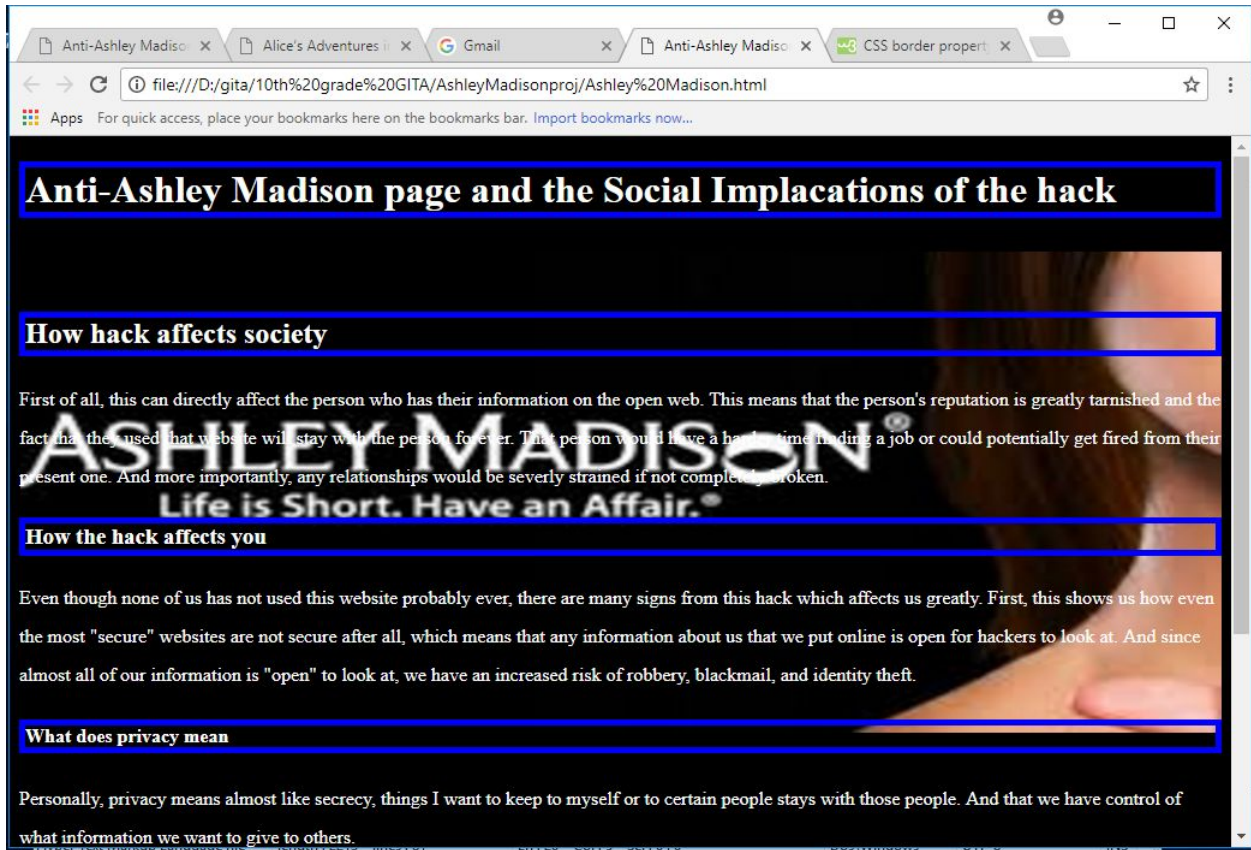 Anti-Ashley Madiso
Alice's Adventures i
Gmail
Anti-Ashley Madiso
CSS border propert
file:///D:/gita/10th%20grade%20GITA/AshleyMadisonproj/Ashley%20Madison.html
Apps For quick access, place your bookmarks here on the bookmarks bar. Import bookmarks now...
Anti-Ashley Madison page and the Social Implacations of the hack
How hack affects society
First of all, this can directly affect the person who has their information on the open web. This means that the person's reputation is greatly tarnished and the
ASHLEY MADISON®
fact that they used that website will stay with the person forever. That person would have a harder time finding a job or could potentially get fired from their
present one. And more importantly, any relationships would be severly strained if not completely broken.
Life is Short. Have an Affair.®
How the hack affects you
Even though none of us has not used this website probably ever, there are many signs from this hack which affects us greatly. First, this shows us how even
the most "secure" websites are not secure after all, which means that any information about us that we put online is open for hackers to look at. And since
almost all of our information is "open" to look at, we have an increased risk of robbery, blackmail, and identity theft.
What does privacy mean
Personally, privacy means almost like secrecy, things I want to keep to myself or to certain people stays with those people. And that we have control of
what information we want to give to others.